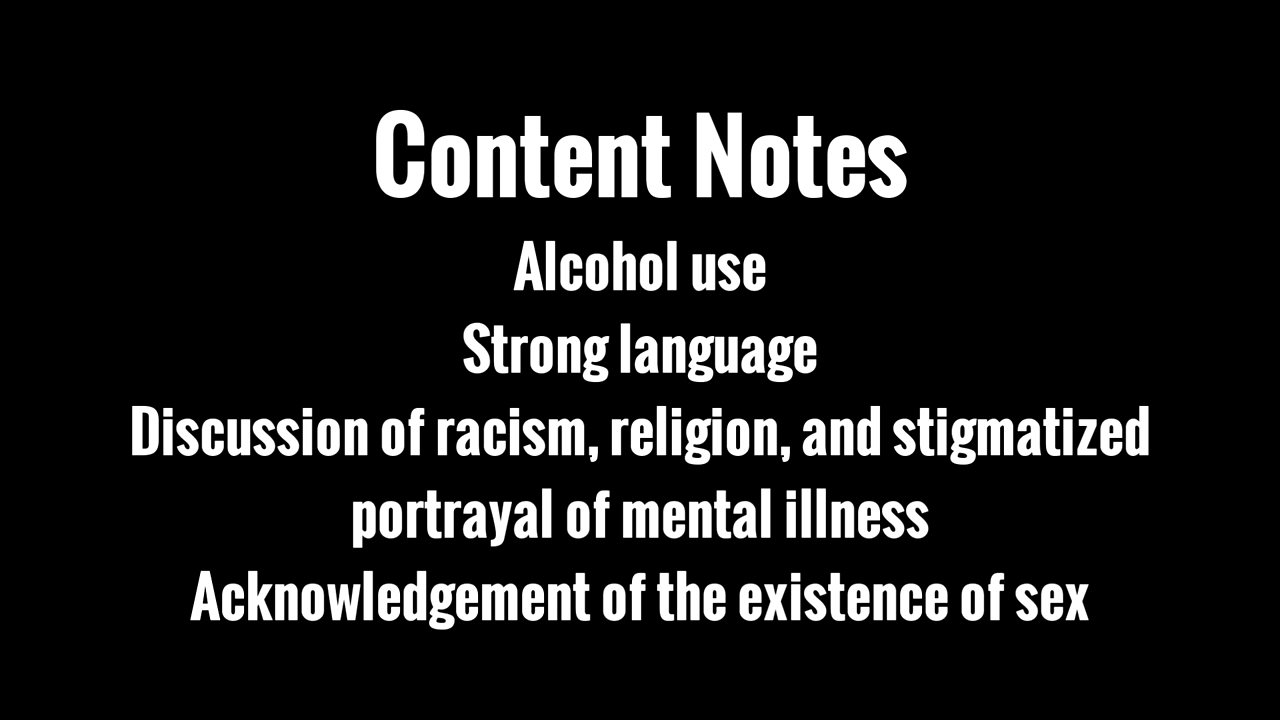 Content Notes
Alcohol use
Strong language
Discussion of racism, religion, and stigmatized
portrayal of mental illness
Acknowledgement of the existence of sex